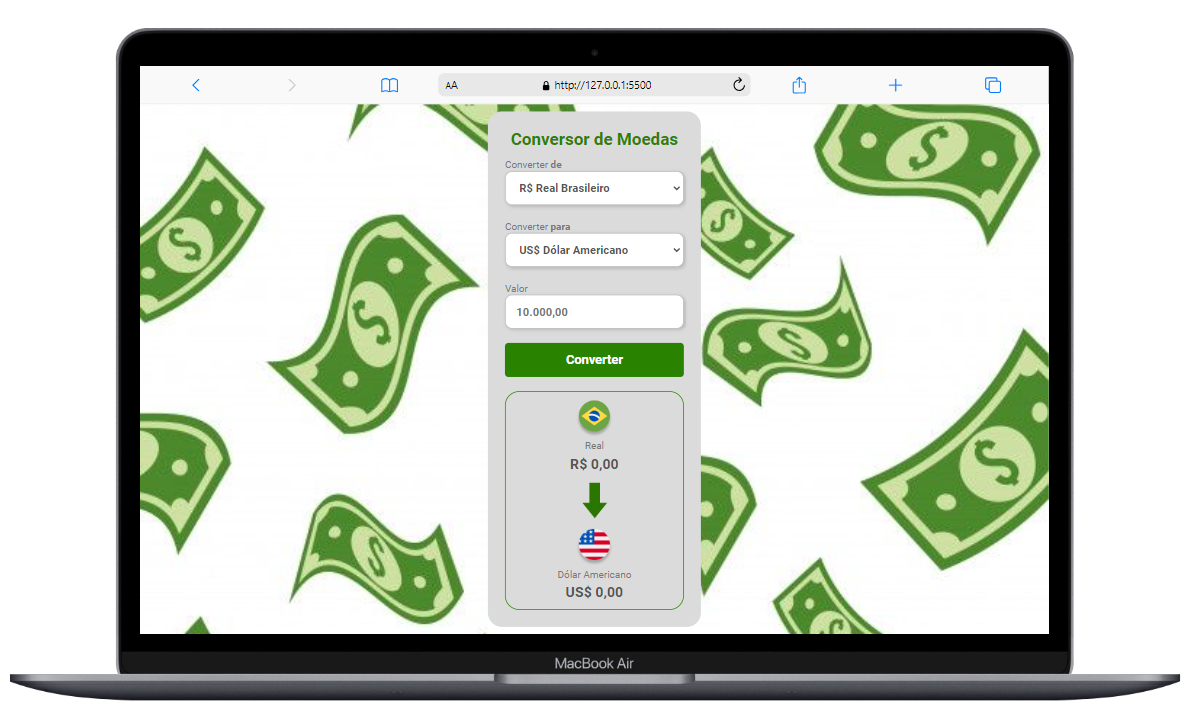 AA
http://127.0.0.1:5500
Conversor de Moedas
Converter de
R$ Real Brasileiro
Converter para
US$ Dólar Americano
Valor
10.000,00
Converter
Real
R$ 0,00
Dólar Americano
US$ 0,00
MacBook Air